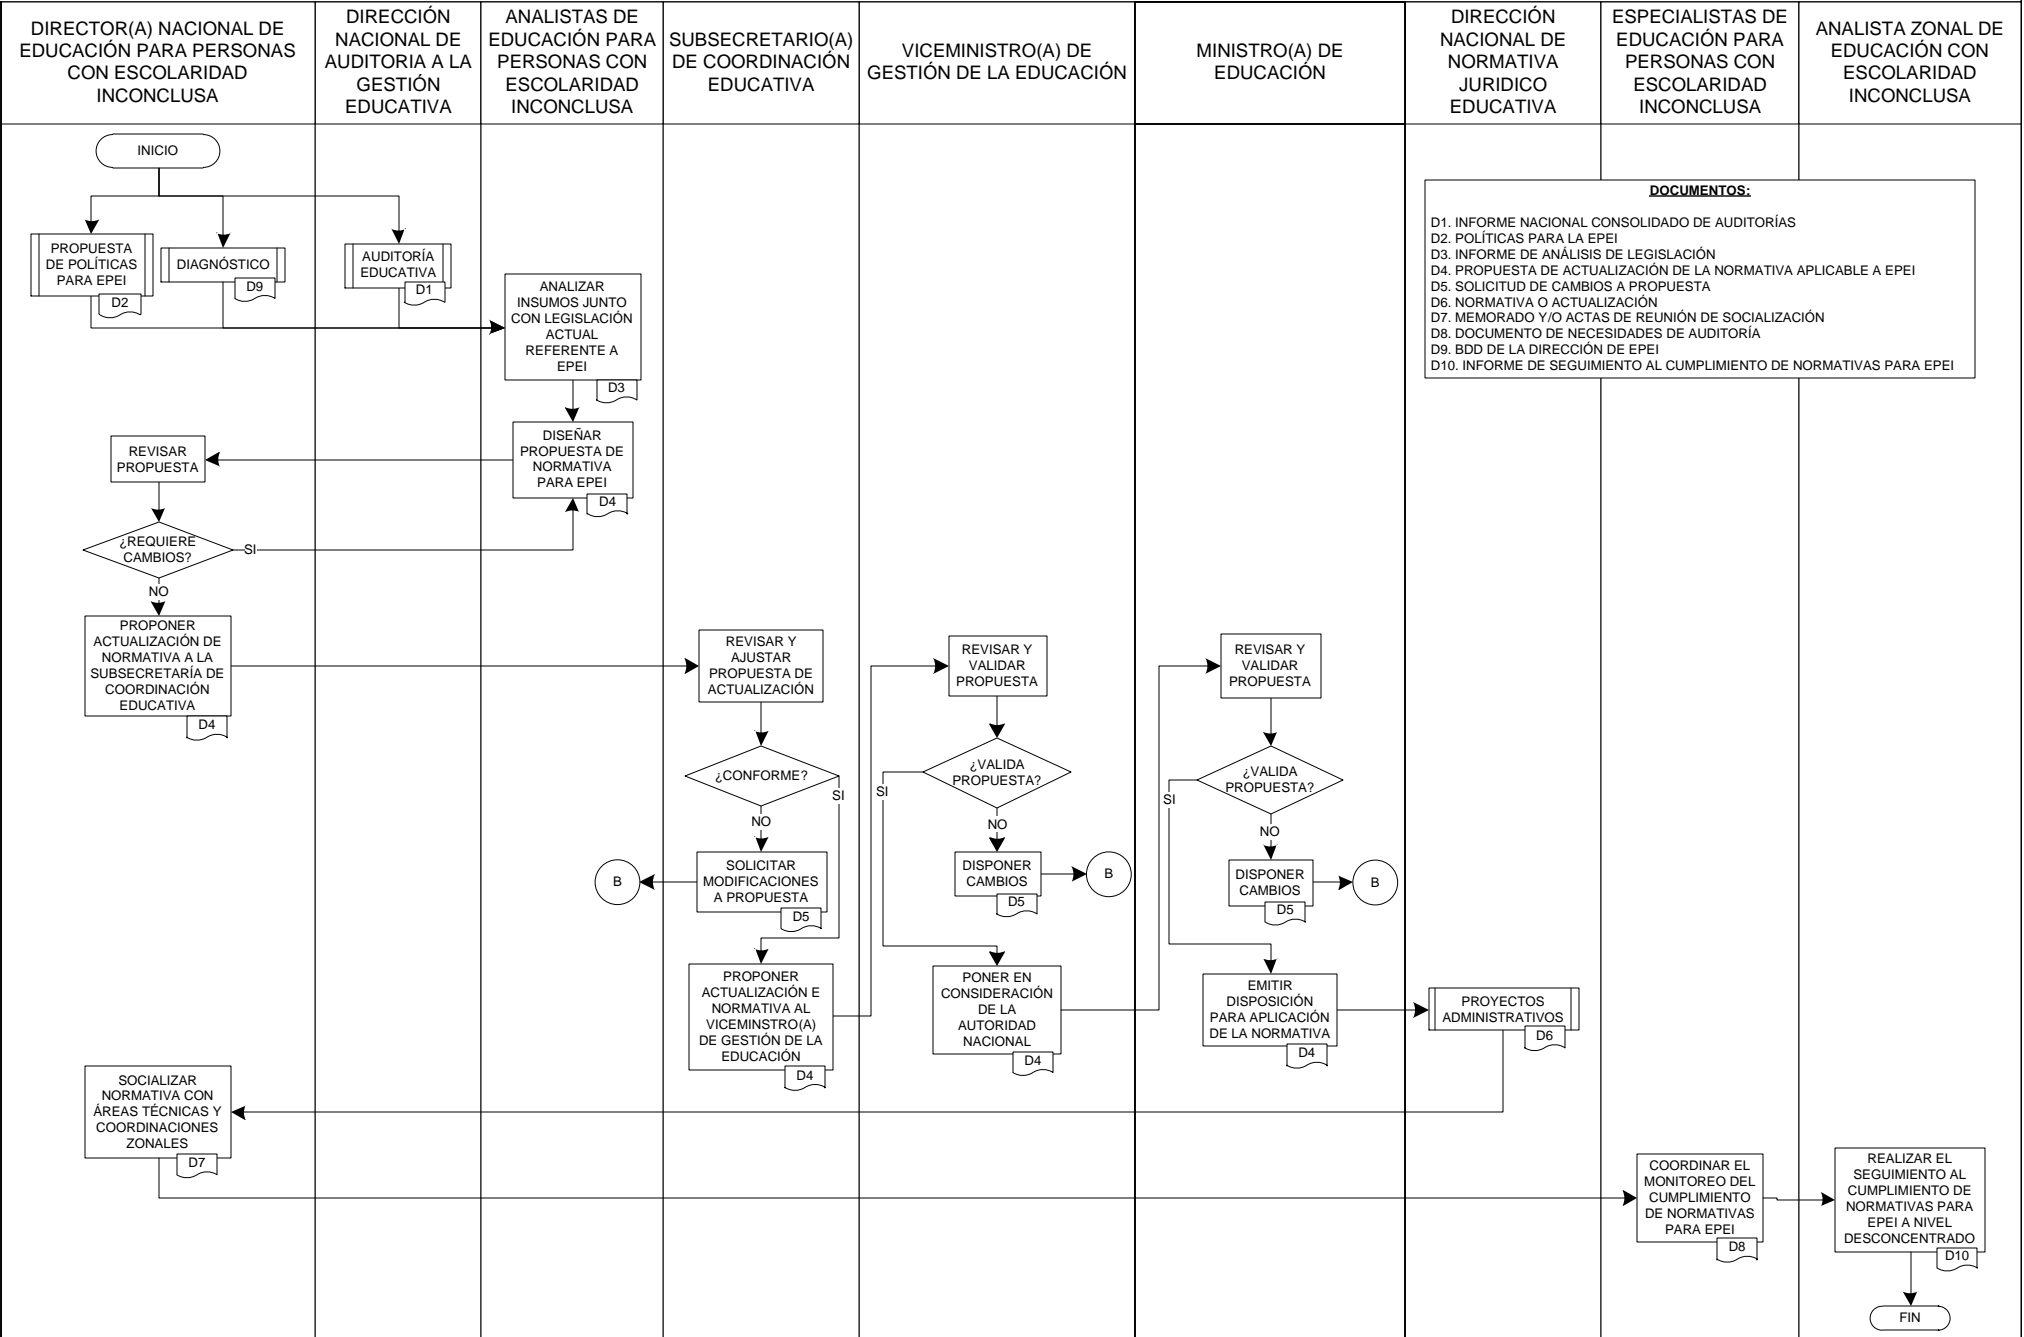 DIRECTOR(A) NACIONAL DE
EDUCACIÓN PARA PERSONAS
CON ESCOLARIDAD
INCONCLUSA
DIRECCIÓN
NACIONAL DE
AUDITORIA A LA
GESTIÓN
EDUCATIVA
ANALISTAS DE
EDUCACIÓN PARA
PERSONAS CON
ESCOLARIDAD
INCONCLUSA
SUBSECRETARIO(A)
DE COORDINACIÓN
EDUCATIVA
VICEMINISTRO(A) DE
GESTIÓN DE LA EDUCACIÓN
MINISTRO(A) DE
EDUCACIÓN
DIRECCIÓN
NACIONAL DE
NORMATIVA
JURIDICO
EDUCATIVA
ESPECIALISTAS DE
EDUCACIÓN PARA
PERSONAS CON
ESCOLARIDAD
INCONCLUSA
ANALISTA ZONAL DE
EDUCACIÓN CON
ESCOLARIDAD
INCONCLUSA
INICIO
DOCUMENTOS:
D1. INFORME NACIONAL CONSOLIDADO DE AUDITORÍAS
D2. POLÍTICAS PARA LA EPEI
D3. INFORME DE ANÁLISIS DE LEGISLACIÓN
D4. PROPUESTA DE ACTUALIZACIÓN DE LA NORMATIVA APLICABLE A EPEI
D5. SOLICITUD DE CAMBIOS A PROPUESTA
D6. NORMATIVA O ACTUALIZACIÓN
D7. MEMORADO Y/O ACTAS DE REUNIÓN DE SOCIALIZACIÓN
D8. DOCUMENTO DE NECESIDADES DE AUDITORÍA
D9. BDD DE LA DIRECCIÓN DE EPEI
D10. INFORME DE SEGUIMIENTO AL CUMPLIMIENTO DE NORMATIVAS PARA EPEI
PROPUESTA
DE POLÍTICAS
PARA EPEI
D2
DIAGNÓSTICO
D9
AUDITORÍA
EDUCATIVA
D1
ANALIZAR
INSUMOS JUNTO
CON LEGISLACIÓN
ACTUAL
REFERENTE A
EPEI
D3
DISEÑAR
PROPUESTA DE
NORMATIVA
PARA EPEI
D4
REVISAR
PROPUESTA
¿REQUIERE
CAMBIOS?
SI
NO
PROPONER
ACTUALIZACIÓN DE
NORMATIVA A LA
SUBSECRETARÍA DE
COORDINACIÓN
EDUCATIVA
D4
REVISAR Y
AJUSTAR
PROPUESTA DE
ACTUALIZACIÓN
¿CONFORME?
SI
NO
SOLICITAR
MODIFICACIONES
A PROPUESTA
D5
B
PROPONER
ACTUALIZACIÓN E
NORMATIVA AL
VICEMINSTRO(A)
DE GESTIÓN DE LA
EDUCACIÓN
D4
REVISAR Y
VALIDAR
PROPUESTA
¿VALIDA
PROPUESTA?
SI
NO
DISPONER
CAMBIOS
D5
B
PONER EN
CONSIDERACIÓN
DE LA
AUTORIDAD
NACIONAL
D4
REVISAR Y
VALIDAR
PROPUESTA
¿VALIDA
PROPUESTA?
SI
NO
DISPONER
CAMBIOS
D5
B
EMITIR
DISPOSICIÓN
PARA APLICACIÓN
DE LA NORMATIVA
D4
PROYECTOS
ADMINISTRATIVOS
D6
SOCIALIZAR
NORMATIVA CON
ÁREAS TÉCNICAS Y
COORDINACIONES
ZONALES
D7
COORDINAR EL
MONITOREO DEL
CUMPLIMIENTO
DE NORMATIVAS
PARA EPEI
D8
REALIZAR EL
SEGUIMIENTO AL
CUMPLIMIENTO DE
NORMATIVAS PARA
EPEI A NIVEL
DESCONCENTRADO
D10
FIN